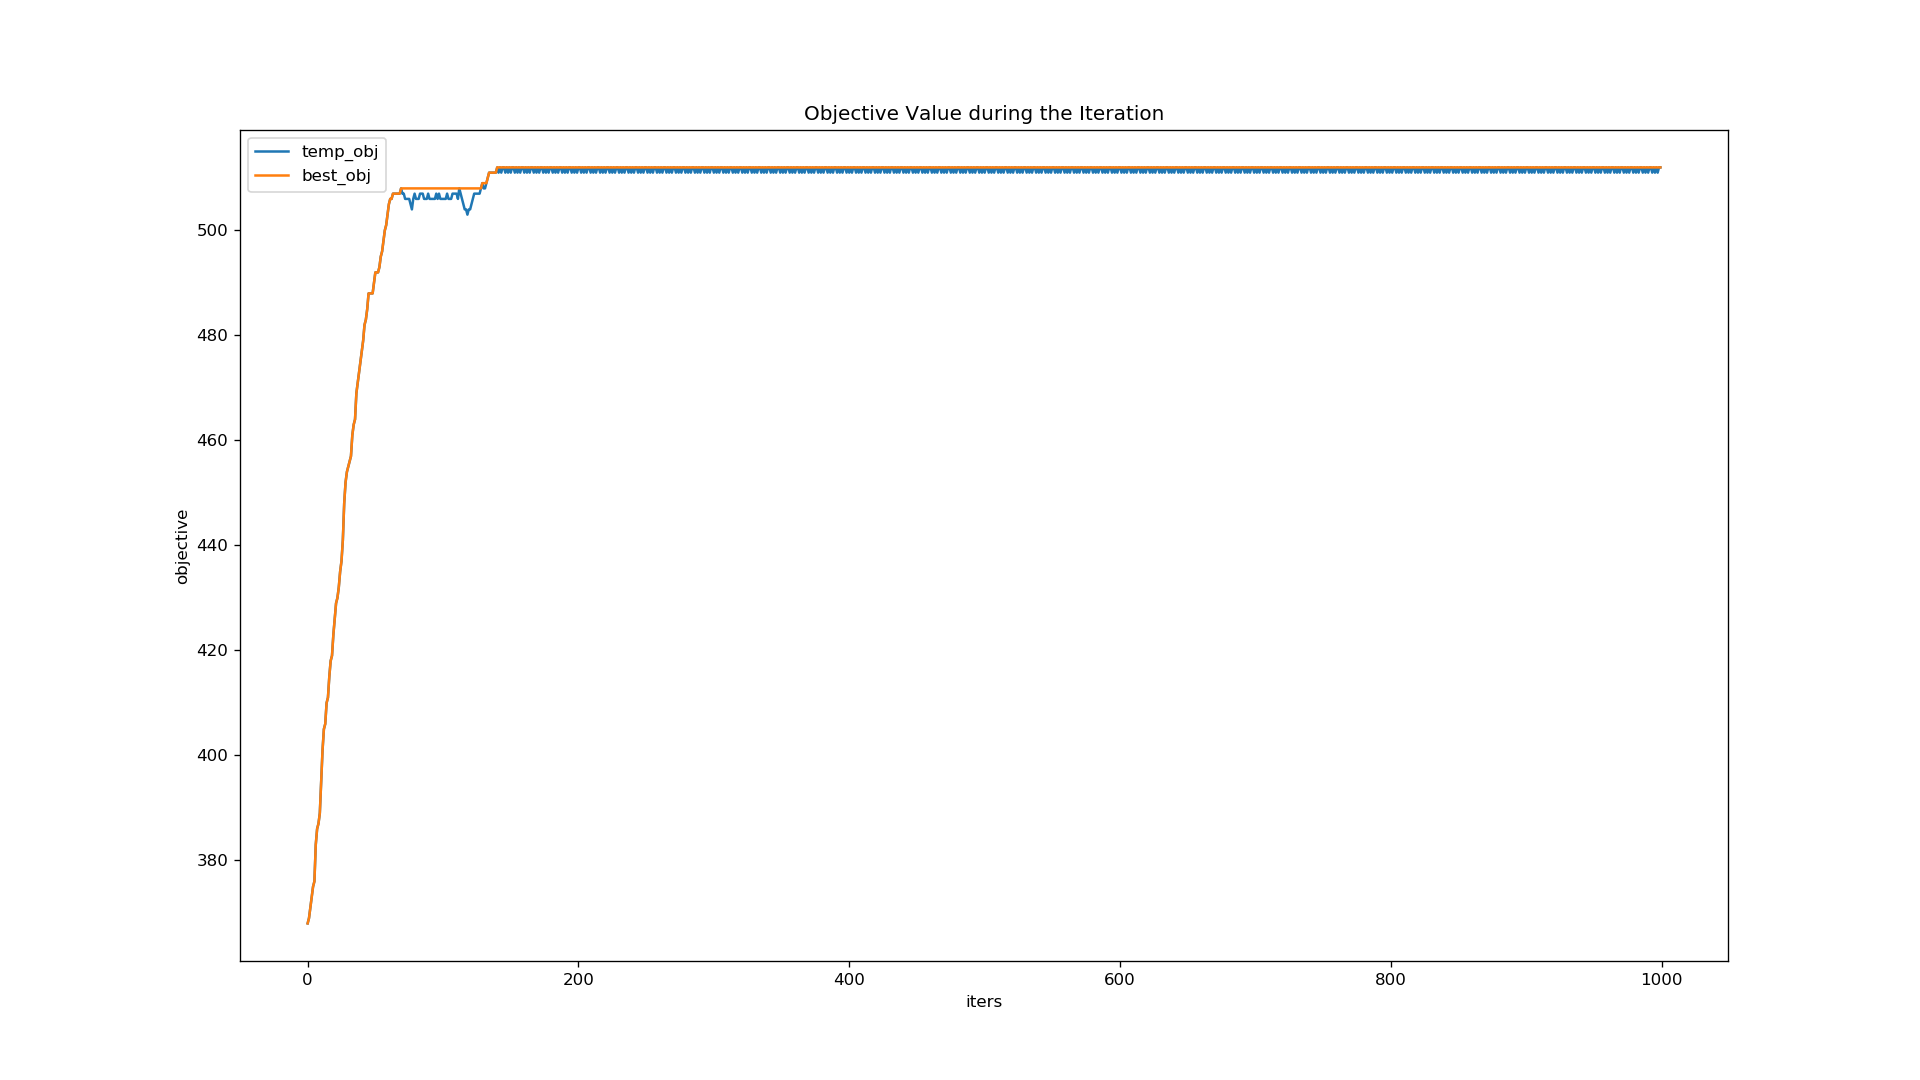 Objective Value during the Iteration
temp_obj
best_obj
500
480
460
440
420
400
380
objective
0 200 400 600 800 1000
iters